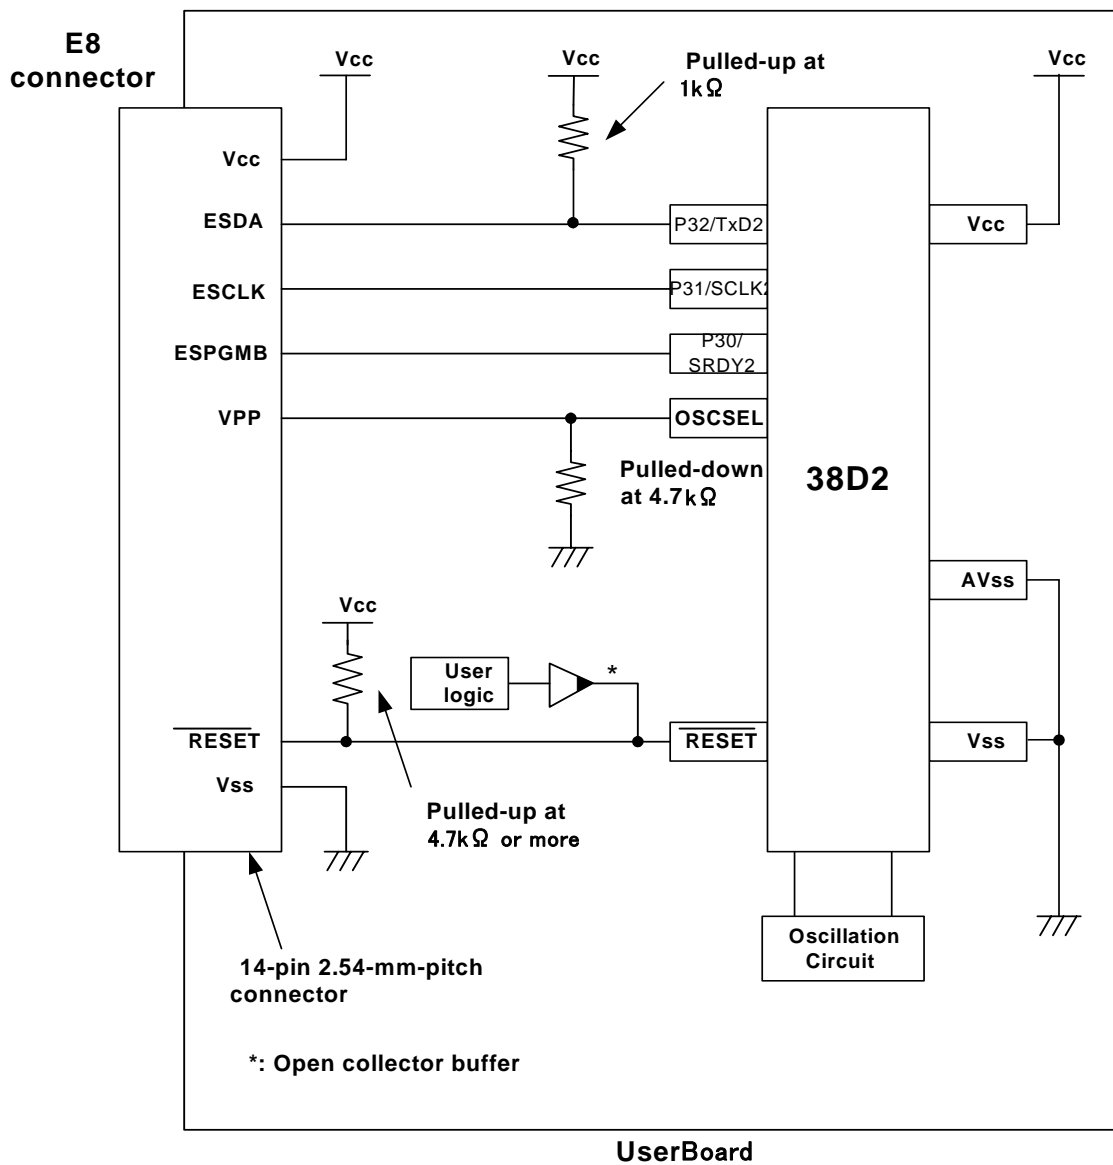 E8
connector
Vcc
Vcc
Pulled-up at
1kΩ
Vcc
Vcc
ESDA
P32/TxD2
Vcc
ESCLK
P31/SCLK2
ESPGMB
P30/
SRDY2
VPP
OSCSEL
Pulled-down
at 4.7kΩ
38D2
AVss
Vcc
User
logic
*
RESET
RESET
Vss
Vss
Pulled-up at
4.7kΩ or more
Oscillation
Circuit
14-pin 2.54-mm-pitch
connector
*: Open collector buffer
UserBoard